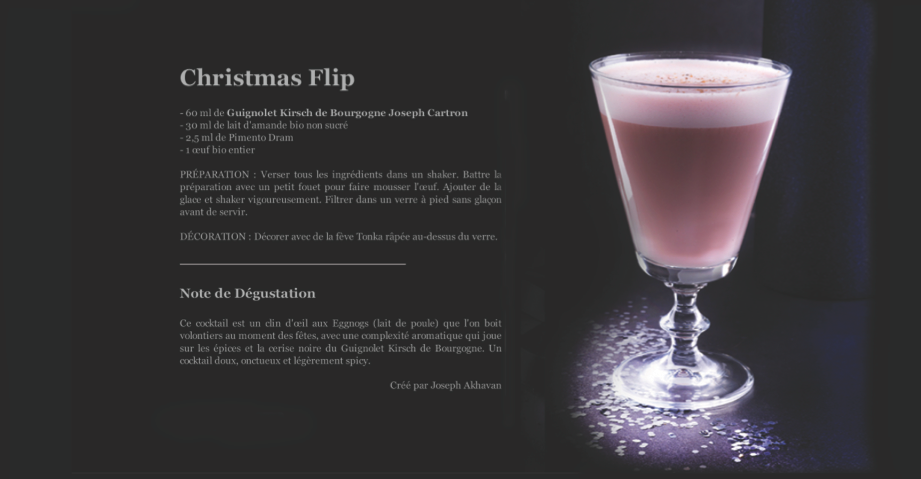 Christmas Flip
- 60 ml de Guignolet Kirsch de Bourgogne Joseph Cartron
- 30 ml de lait d'amande bio non sucré
- 2,5 ml de Pimento Dram
- 1 œuf bio entier
PRÉPARATION : Verser tous les ingrédients dans un shaker. Battre la
préparation avec un petit fouet pour faire mousser l'œuf. Ajouter de la
glace et shaker vigoureusement. Filtrer dans un verre à pied sans glaçon
avant de servir.
DÉCORATION : Décorer avec de la fève Tonka râpée au-dessus du verre.
Note de Dégustation
Ce cocktail est un clin d'œil aux Eggnogs (lait de poule) que l'on boit
volontiers au moment des fêtes, avec une complexité aromatique qui joue
sur les épices et la cerise noire du Guignolet Kirsch de Bourgogne. Un
cocktail doux, onctueux et légèrement spicy.
Créé par Joseph Akhavan